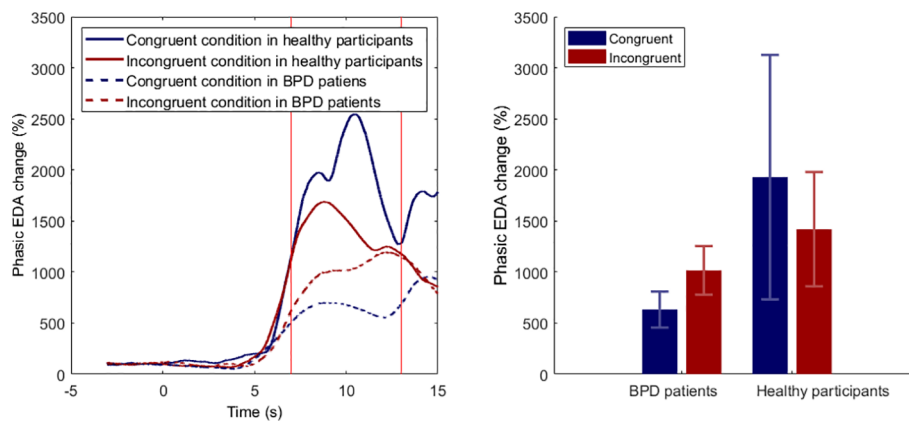 3500
3000
2500
2000
1500
1000
500
0
Phasic EDA change (%)
Congruent condition in healthy participants
Incongruent condition in healthy participants
Congruent condition in BPD patiens
Incongruent condition in BPD patients
-5
0
5
10
15
Time (s)
3500
3000
2500
2000
1500
1000
500
0
Phasic EDA change (%)
Congruent
Incongruent
BPD patients
Healthy participants